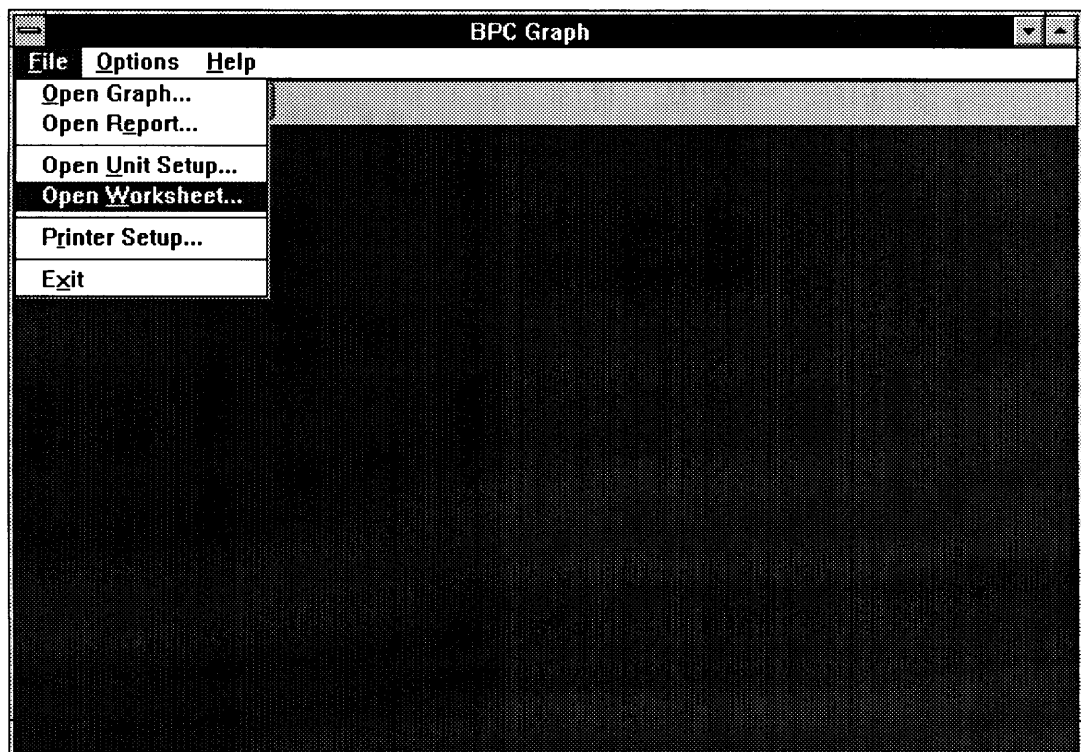 BPC Graph
File Options Help
Open Graph...
Open Report...
Open Unit Setup...
Open Worksheet...
Printer Setup...
Exit